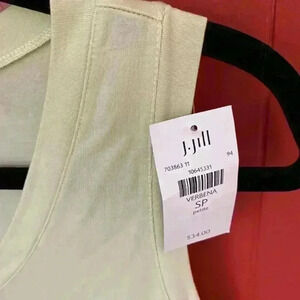 J.Jill
703863 11 94
10645331
VERBENA
SP
petite
$34.00